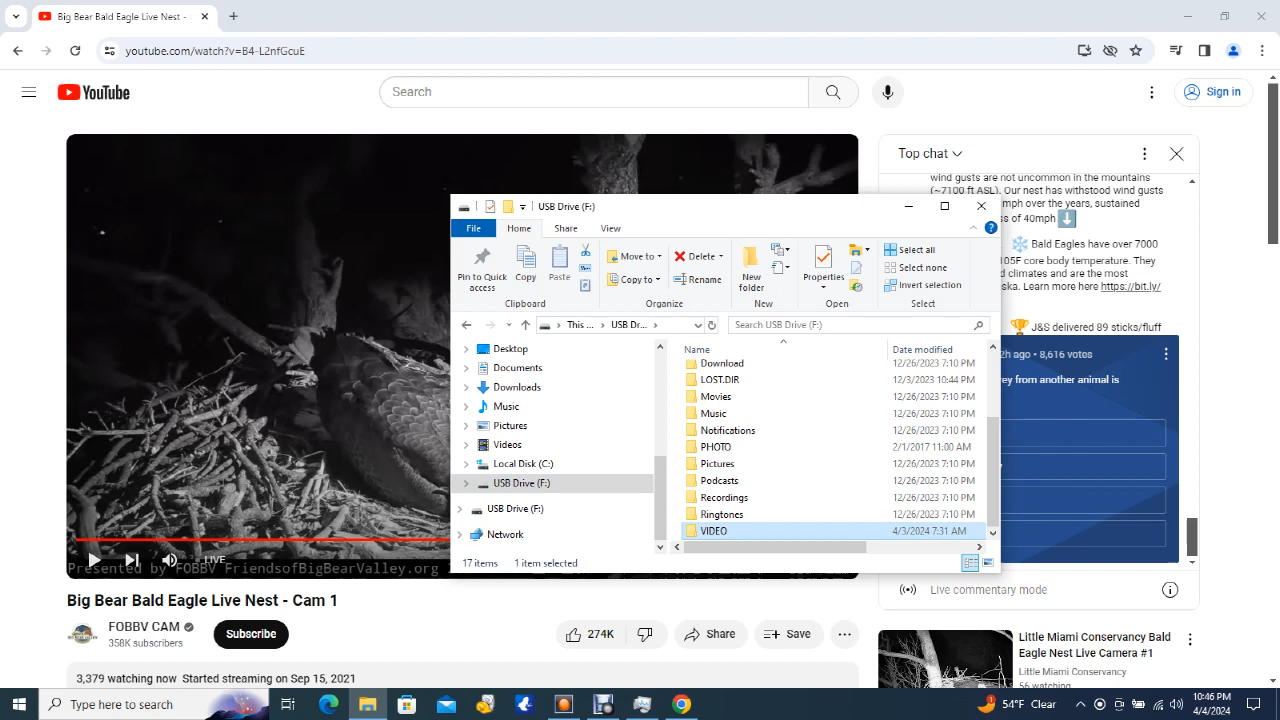 Big Bear Bald Eagle Live Nest -
youtube.com/watch?v=B4-L2nfGcuE
YouTube
Search
Sign in
Top chat
wind gusts are not uncommon in the mountains
(~7100 ft ASL). Our nest has withstood wind gusts
mph over the years, sustained
of 40mph
Bald Eagles have over 7000
core body temperature. They
climates and are the most
Learn more here https://bit.ly/
J&S delivered 89 sticks/fluff
ago • 8,616 votes
from another animal is
USB Drive (F:)
File Home Share View
Pin to Quick access
Copy
Paste
Move to
Copy to
Delete
Rename
New folder
Properties
Select all
Select none
Invert selection
Clipboard Organize New Open Select
This ... USB Dr...
Search USB Drive (F:)
Desktop
Documents
Downloads
Music
Pictures
Videos
Local Disk (C:)
USB Drive (F:)
USB Drive (F:)
Network
Name Date modified
Download 12/26/2023 7:10 PM
LOST.DIR 12/3/2023 10:44 PM
Movies 12/26/2023 7:10 PM
Music 12/26/2023 7:10 PM
Notifications 12/26/2023 7:10 PM
PHOTO 2/1/2017 11:00 AM
Pictures 12/26/2023 7:10 PM
Podcasts 12/26/2023 7:10 PM
Recordings 12/26/2023 7:10 PM
Ringtones 12/26/2023 7:10 PM
VIDEO 4/3/2024 7:31 AM
17 items 1 item selected
LIVE
Presented by FOBBV FriendsofBigBearValley.org
Big Bear Bald Eagle Live Nest - Cam 1
FOBBV CAM
358K subscribers
Subscribe
274K
Share
Save
3,379 watching now Started streaming on Sep 15, 2021
Live commentary mode
Little Miami Conservancy Bald
Eagle Nest Live Camera #1
Little Miami Conservancy
56 watching
Type here to search
54°F Clear
10:46 PM
4/4/2024